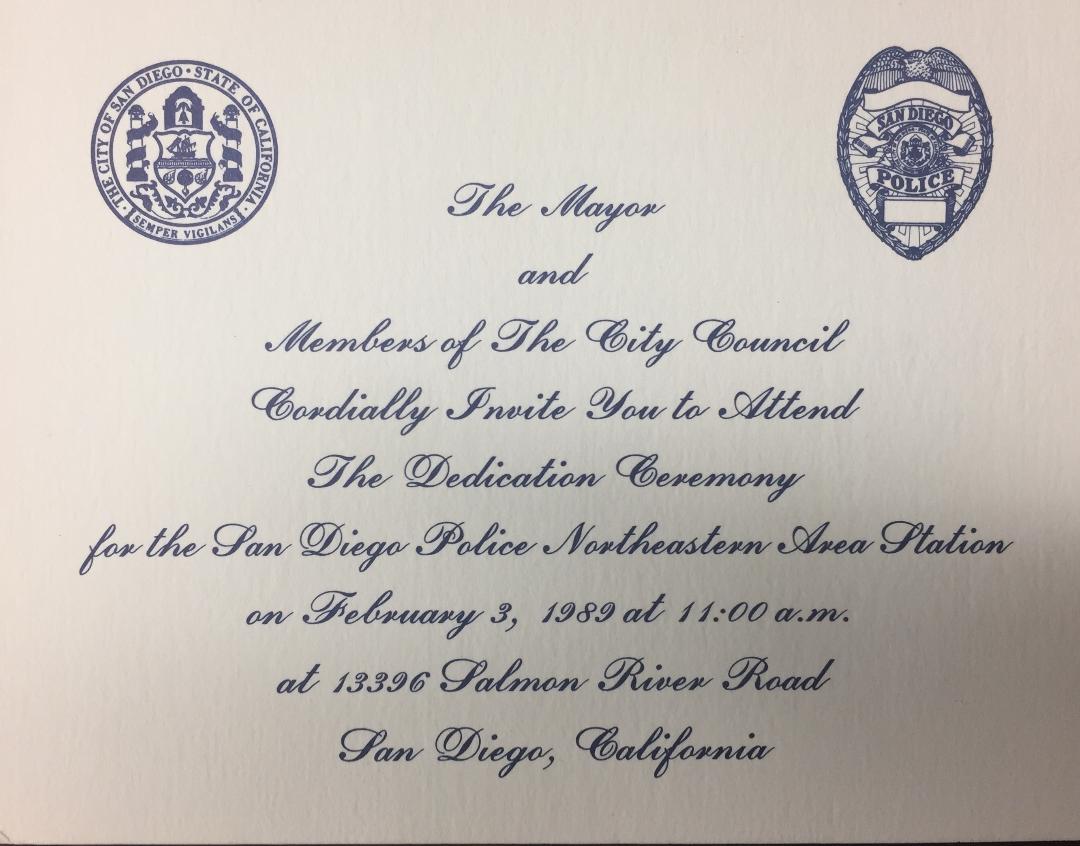 THE CITY OF SAN DIEGO • STATE OF CALIFORNIA
SEMPER VIGILANS
SAN DIEGO
POLICE
The Mayor
and
Members of The City Council
Cordially Invite You to Attend
The Dedication Ceremony
for the San Diego Police Northeastern Area Station
on February 3, 1989 at 11:00 a.m.
at 13396 Salmon River Road
San Diego, California